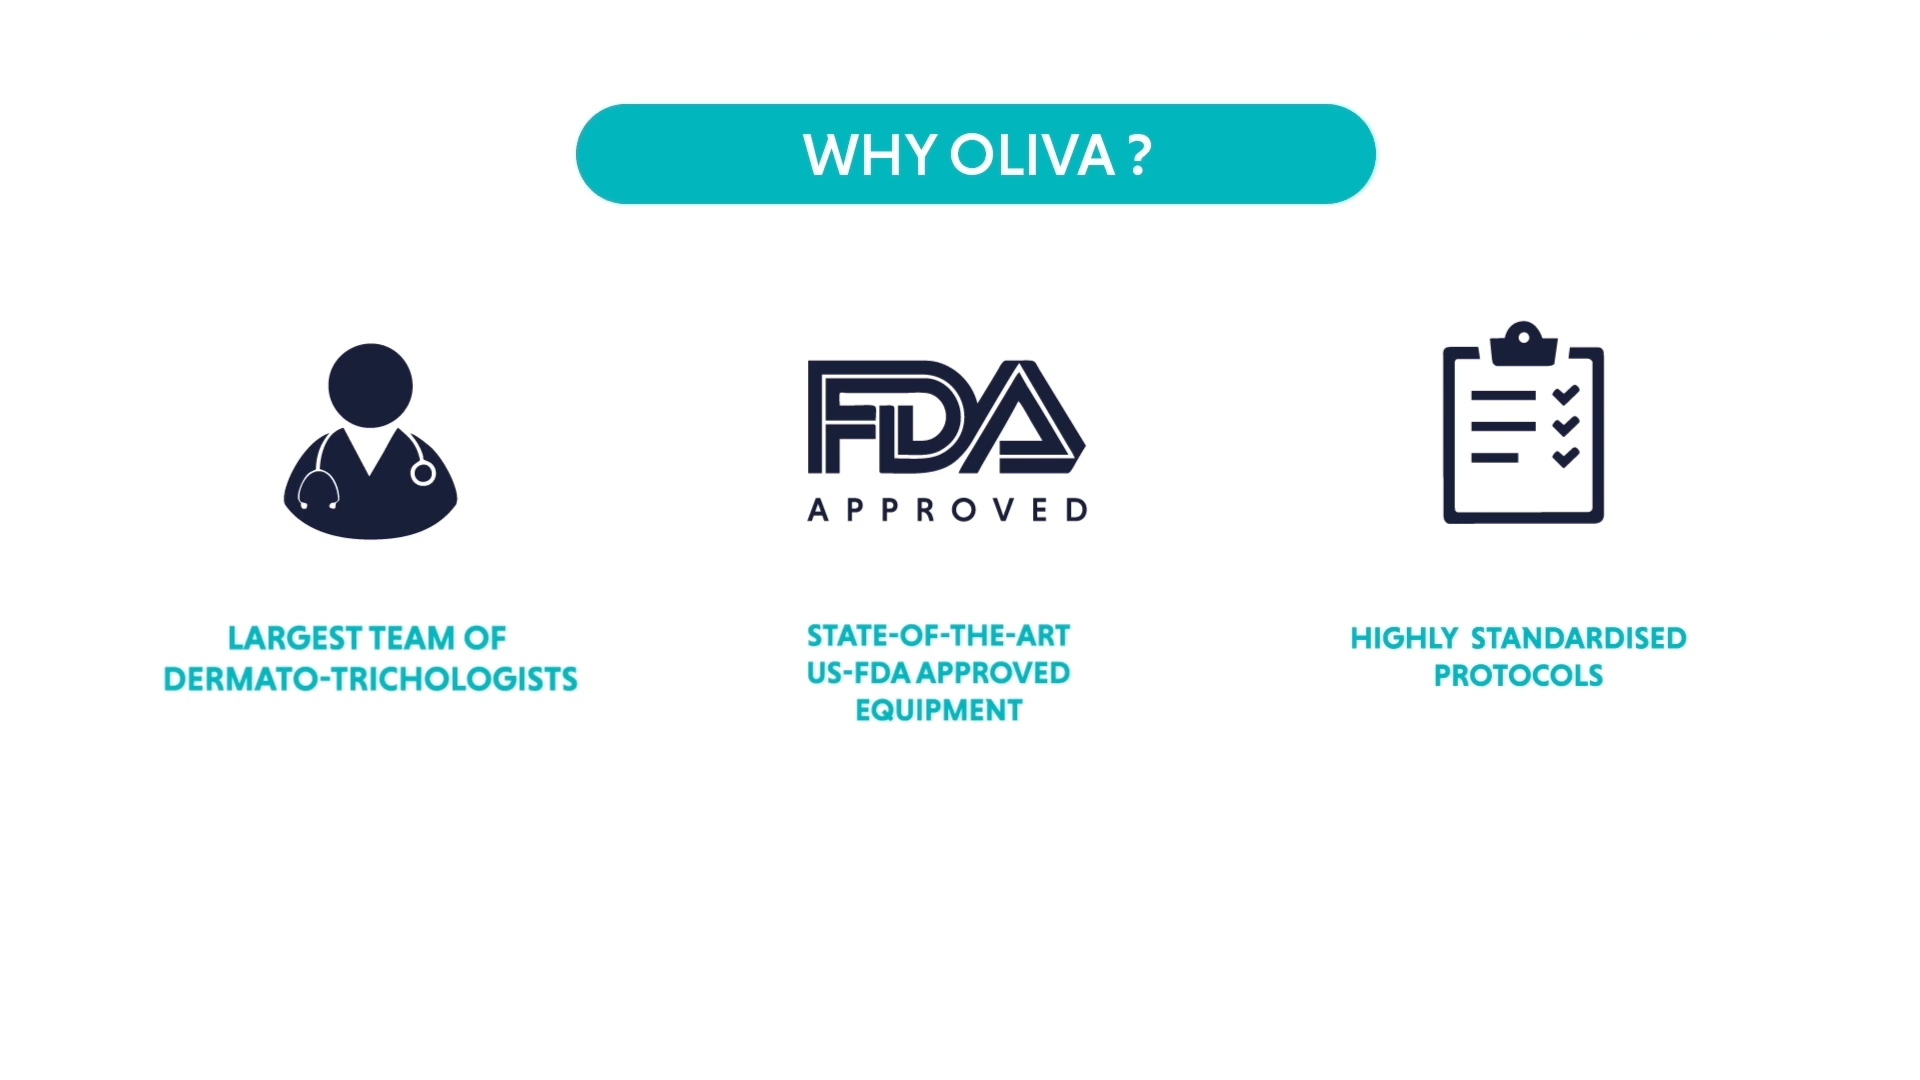 WHY OLIVA ?
FDA
APPROVED
LARGEST TEAM OF
DERMATO-TRICHOLOGISTS
STATE-OF-THE-ART
US-FDA APPROVED
EQUIPMENT
HIGHLY STANDARDISED
PROTOCOLS